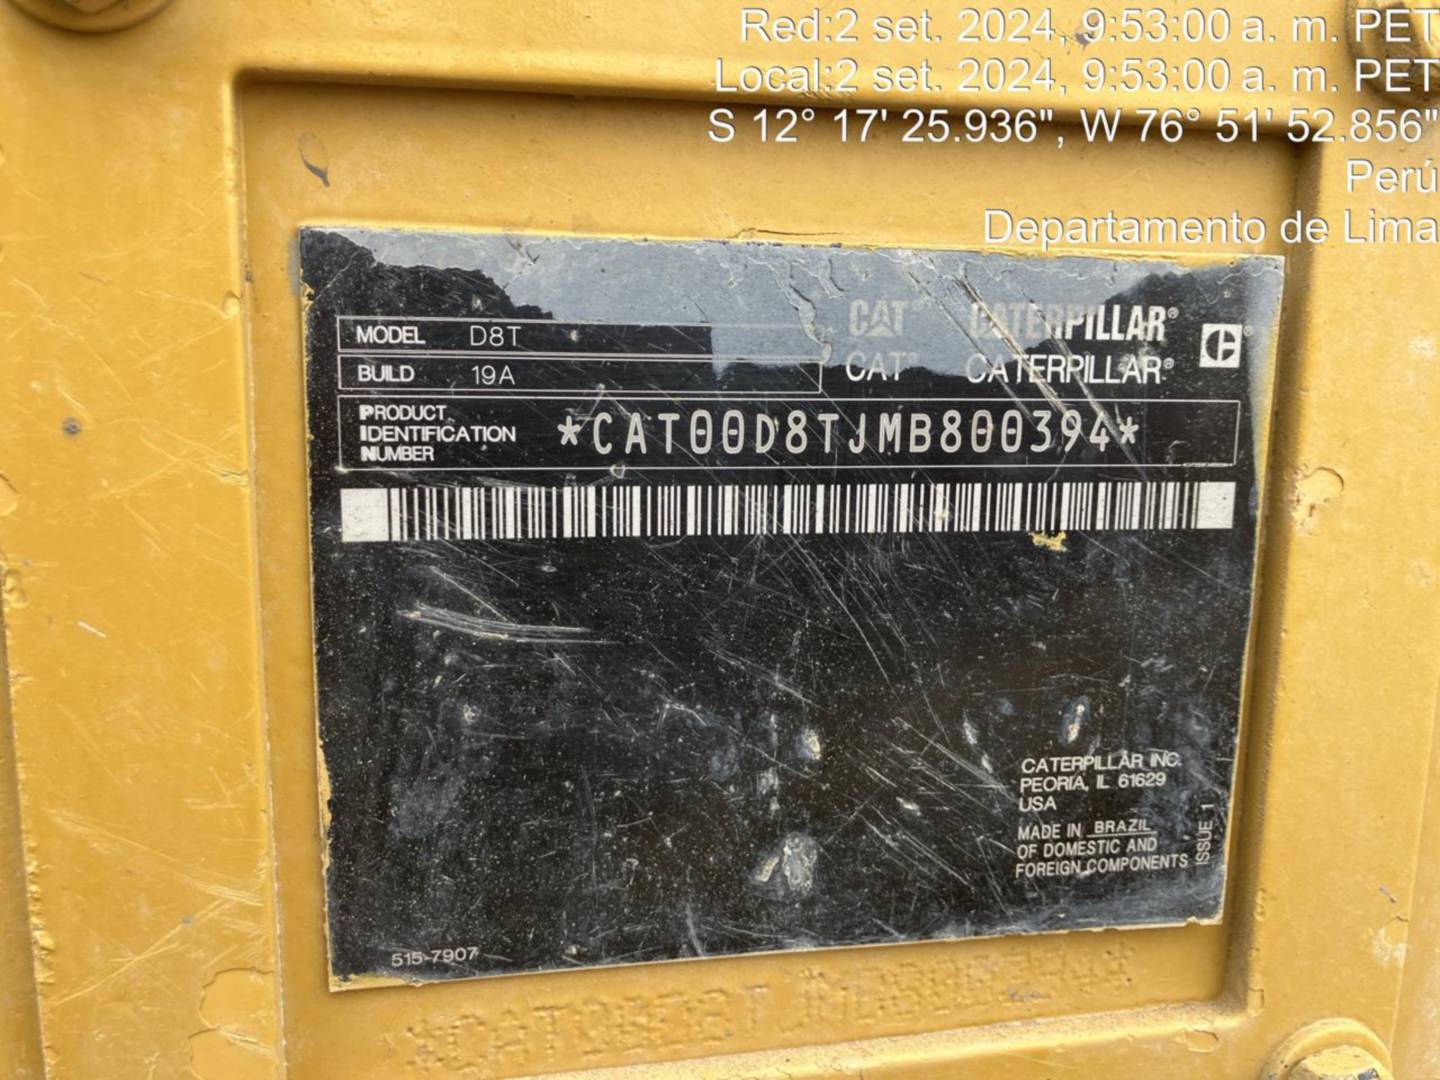 Red:2 set. 2024, 9:53:00 a. m. PET
Local:2 set. 2024, 9:53:00 a. m. PET
S 12° 17' 25.936", W 76° 51' 52.856"
Perú
Departamento de Lima
MODEL D8T
BUILD 19A
CAT® CATERPILLAR®
CAT® CATERPILLAR®
PRODUCT
IDENTIFICATION
NUMBER
*CAT00D8TJMB800394*
CATERPILLAR INC.
PEORIA, IL 61629
USA
MADE IN BRAZIL
OF DOMESTIC AND
FOREIGN COMPONENTS
ISSUE 1
515-7907